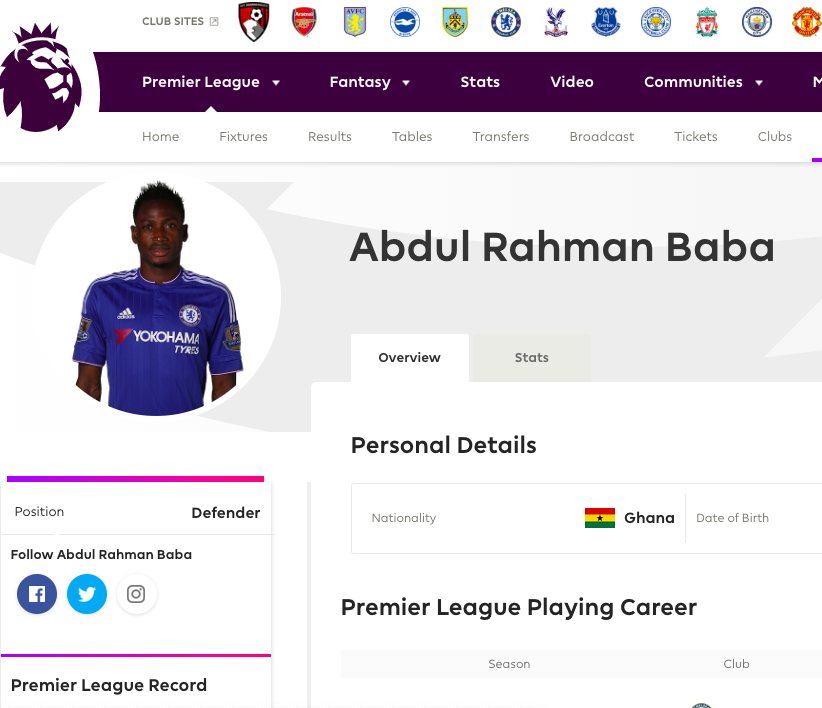 CLUB SITES
Premier League
Fantasy
Stats
Video
Communities
M
Home
Fixtures
Results
Tables
Transfers
Broadcast
Tickets
Clubs
Abdul Rahman Baba
adidas
YOKOHAMA
TYRES
Overview
Stats
Personal Details
Position
Defender
Nationality
Ghana
Date of Birth
Follow Abdul Rahman Baba
Premier League Playing Career
Season
Club
Premier League Record